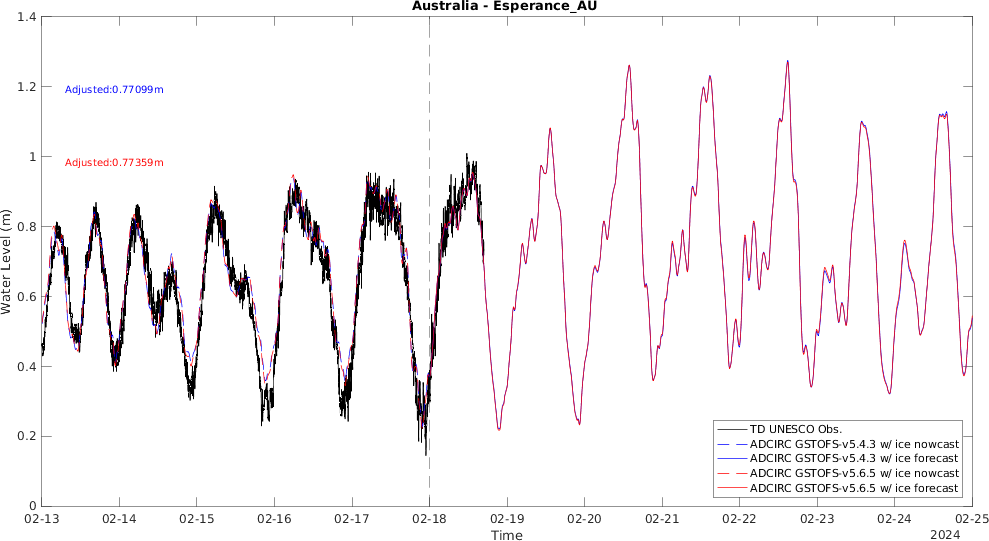 Australia - Esperance_AU
1.4
1.2
1
0.8
0.6
0.4
0.2
0
Water Level (m)
Adjusted:0.77099m
Adjusted:0.77359m
TD UNESCO Obs.
ADCIRC GSTOFS-v5.4.3 w/ ice nowcast
ADCIRC GSTOFS-v5.4.3 w/ ice forecast
ADCIRC GSTOFS-v5.6.5 w/ ice nowcast
ADCIRC GSTOFS-v5.6.5 w/ ice forecast
02-13 02-14 02-15 02-16 02-17 02-18 02-19 02-20 02-21 02-22 02-23 02-24 02-25
Time
2024